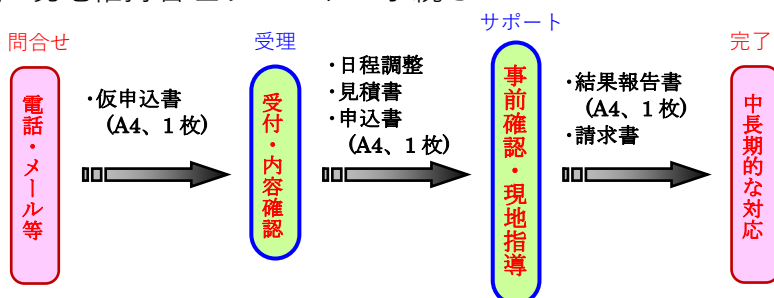 問合せ
電話・メール等
・仮申込書
(A4、1枚)
受理
受付・内容確認
・日程調整
・見積書
・申込書
(A4、1枚)
サポート
事前確認・現地指導
・結果報告書
(A4、1枚)
・請求書
完了
中長期的な対応